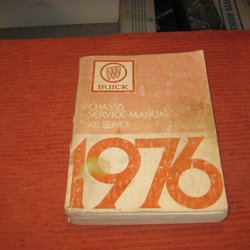 BUICK
CHASSIS
SERVICE MANUAL
ALL SERIES
1976